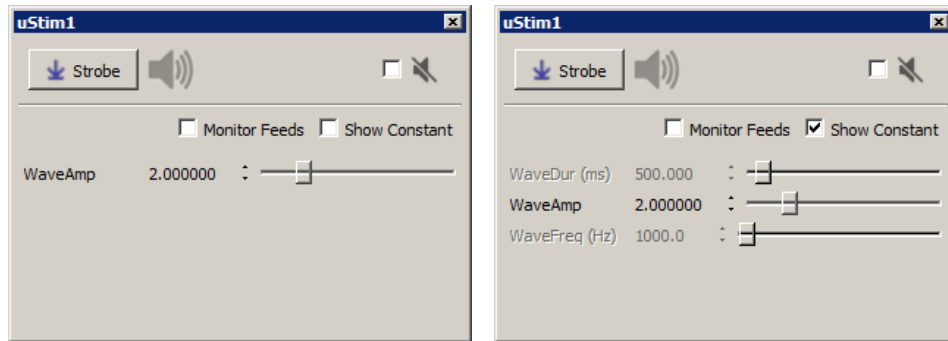 uStim1
Strobe
Monitor Feeds Show Constant
WaveAmp 2.000000
uStim1
Strobe
Monitor Feeds Show Constant
WaveDur (ms) 500.000
WaveAmp 2.000000
WaveFreq (Hz) 1000.0